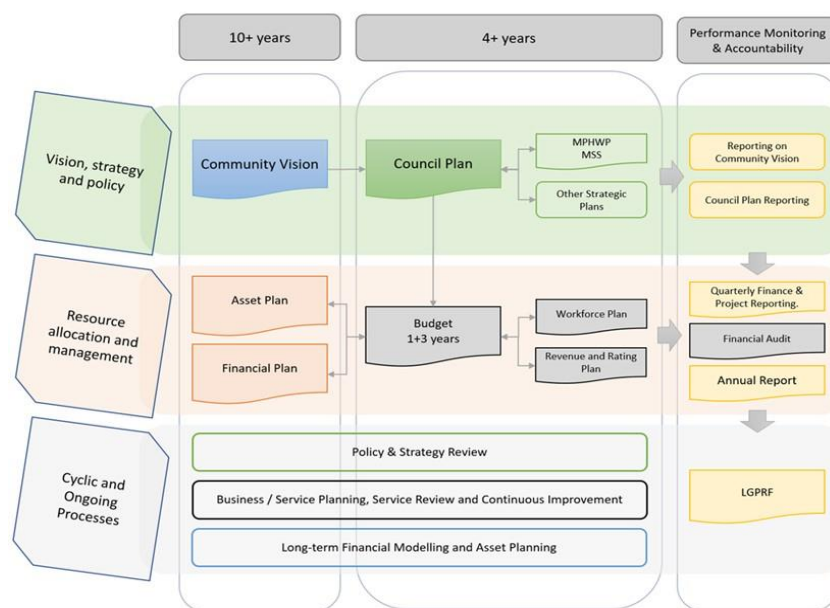 10+ years
4+ years
Performance Monitoring
& Accountability
Vision, strategy
and policy
Community Vision
Council Plan
MPHWP
MSS
Other Strategic
Plans
Reporting on
Community Vision
Council Plan Reporting
Resource
allocation and
management
Asset Plan
Financial Plan
Budget
1+3 years
Workforce Plan
Revenue and Rating
Plan
Quarterly Finance &
Project Reporting.
Financial Audit
Annual Report
Cyclic and
Ongoing
Processes
Policy & Strategy Review
Business / Service Planning, Service Review and Continuous Improvement
Long-term Financial Modelling and Asset Planning
LGPRF